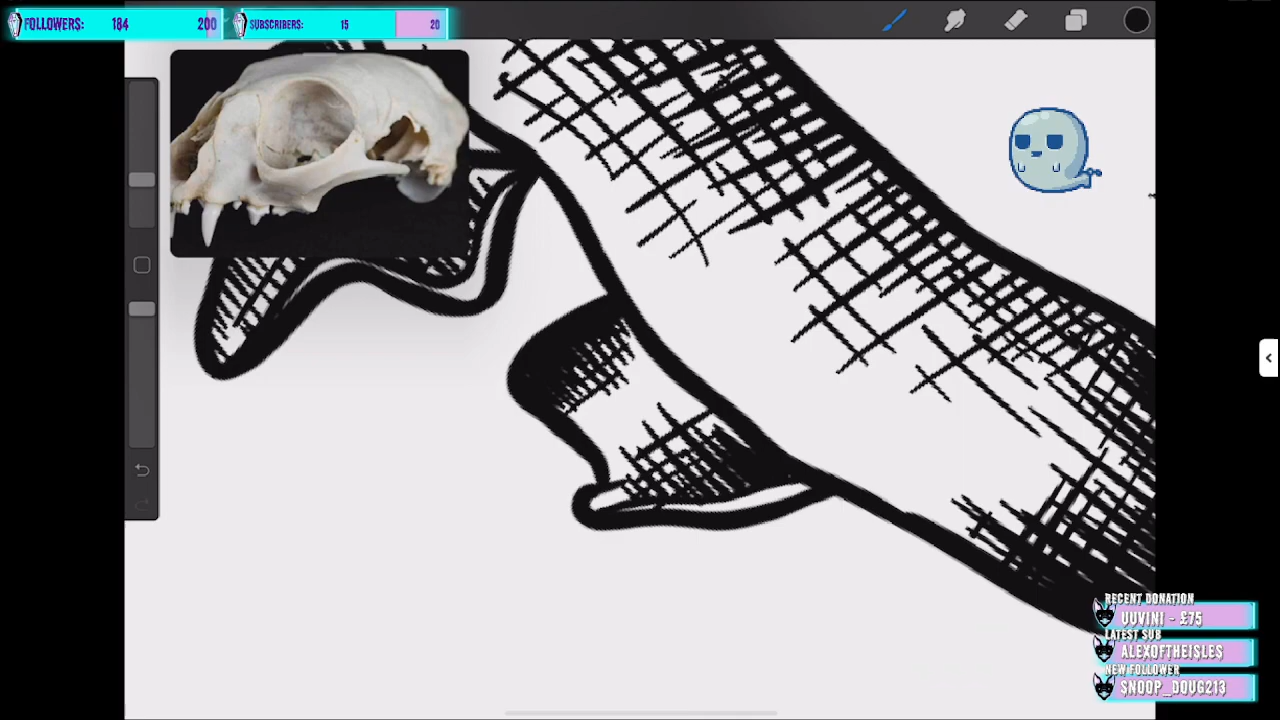 FOLLOWERS: 184 200
SUBSCRIBERS: 15 20
RECENT DONATION
UUVINI - £75
LATEST SUB
ALEXOFTHEISLES
NEW FOLLOWER
SNOOP_DOUG213